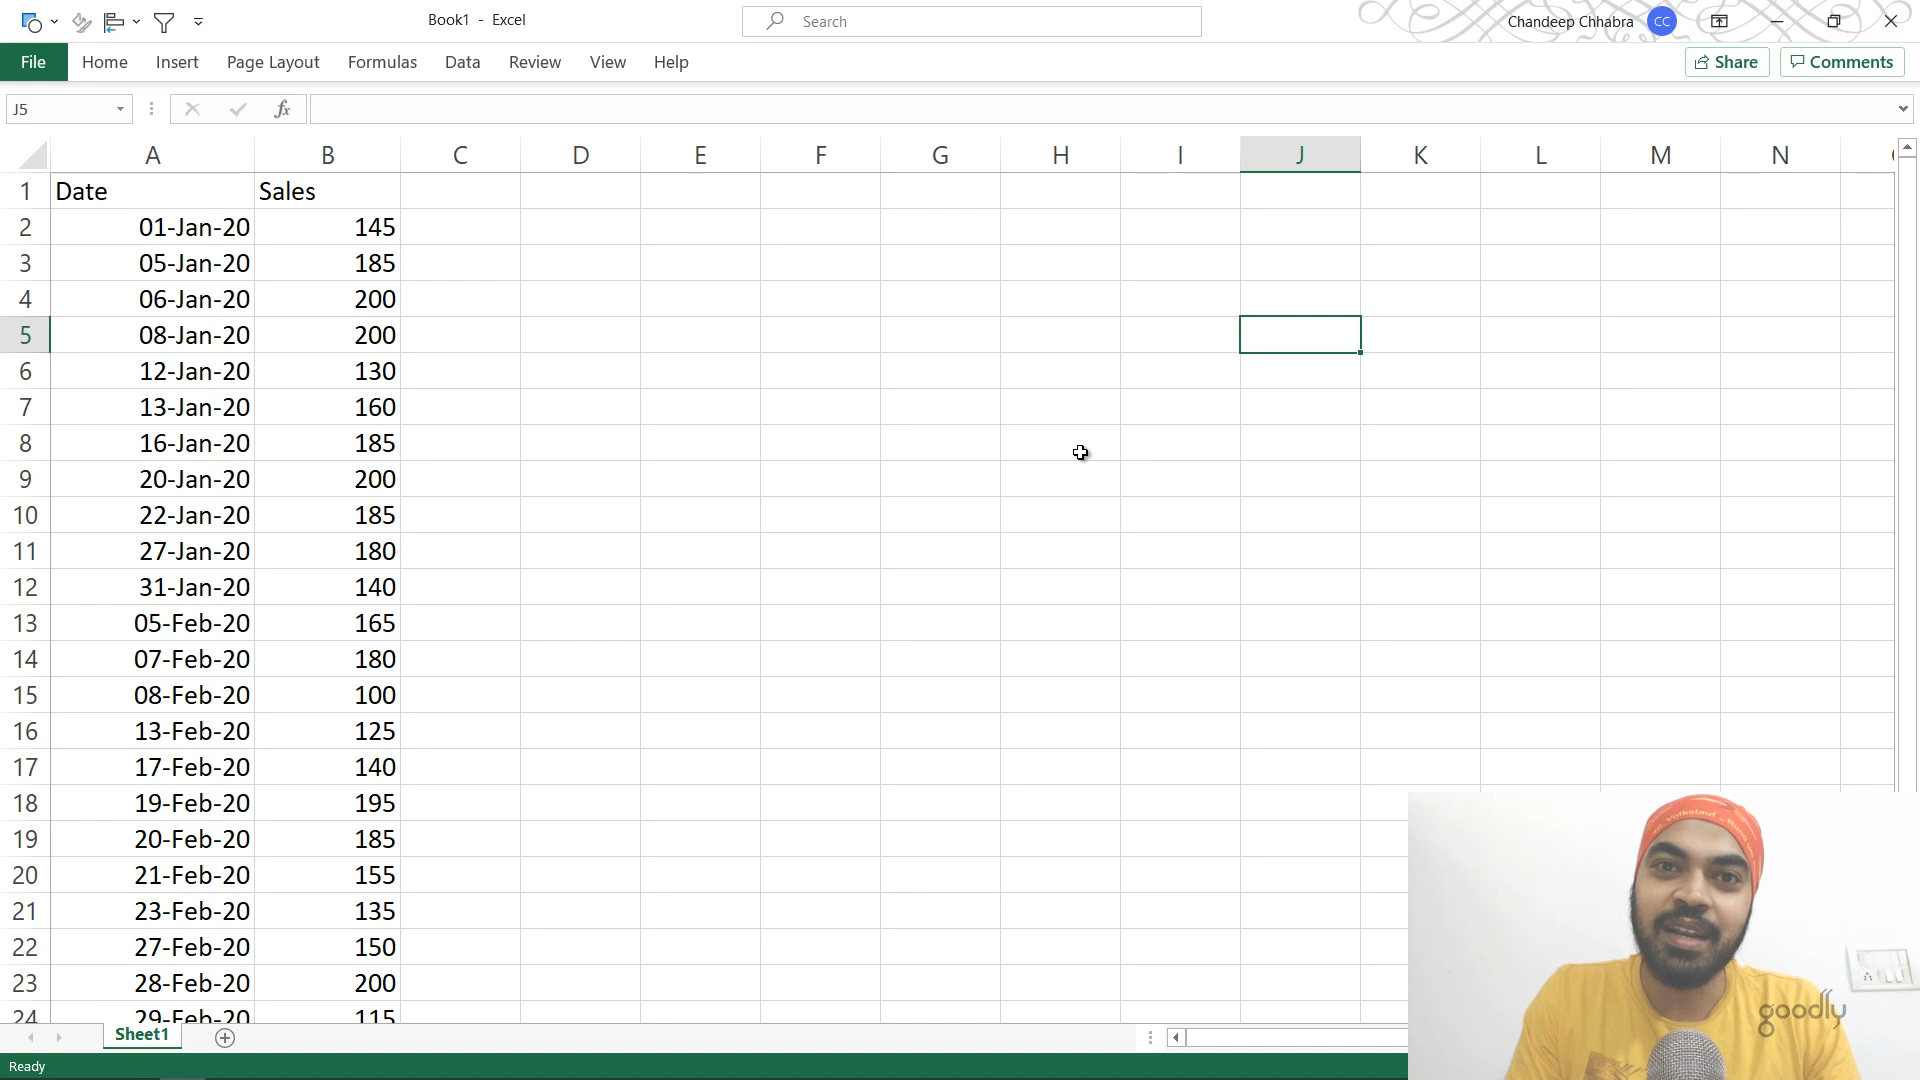 Book1 - Excel
Search
Chandeep Chhabra
CC
File Home Insert Page Layout Formulas Data Review View Help
Share
Comments
J5
fx
A B C D E F G H I J K L M N
1 Date Sales
2 01-Jan-20 145
3 05-Jan-20 185
4 06-Jan-20 200
5 08-Jan-20 200
6 12-Jan-20 130
7 13-Jan-20 160
8 16-Jan-20 185
9 20-Jan-20 200
10 22-Jan-20 185
11 27-Jan-20 180
12 31-Jan-20 140
13 05-Feb-20 165
14 07-Feb-20 180
15 08-Feb-20 100
16 13-Feb-20 125
17 17-Feb-20 140
18 19-Feb-20 195
19 20-Feb-20 185
20 21-Feb-20 155
21 23-Feb-20 135
22 27-Feb-20 150
23 28-Feb-20 200
24 29-Feb-20 115
Sheet1
Ready
goodly